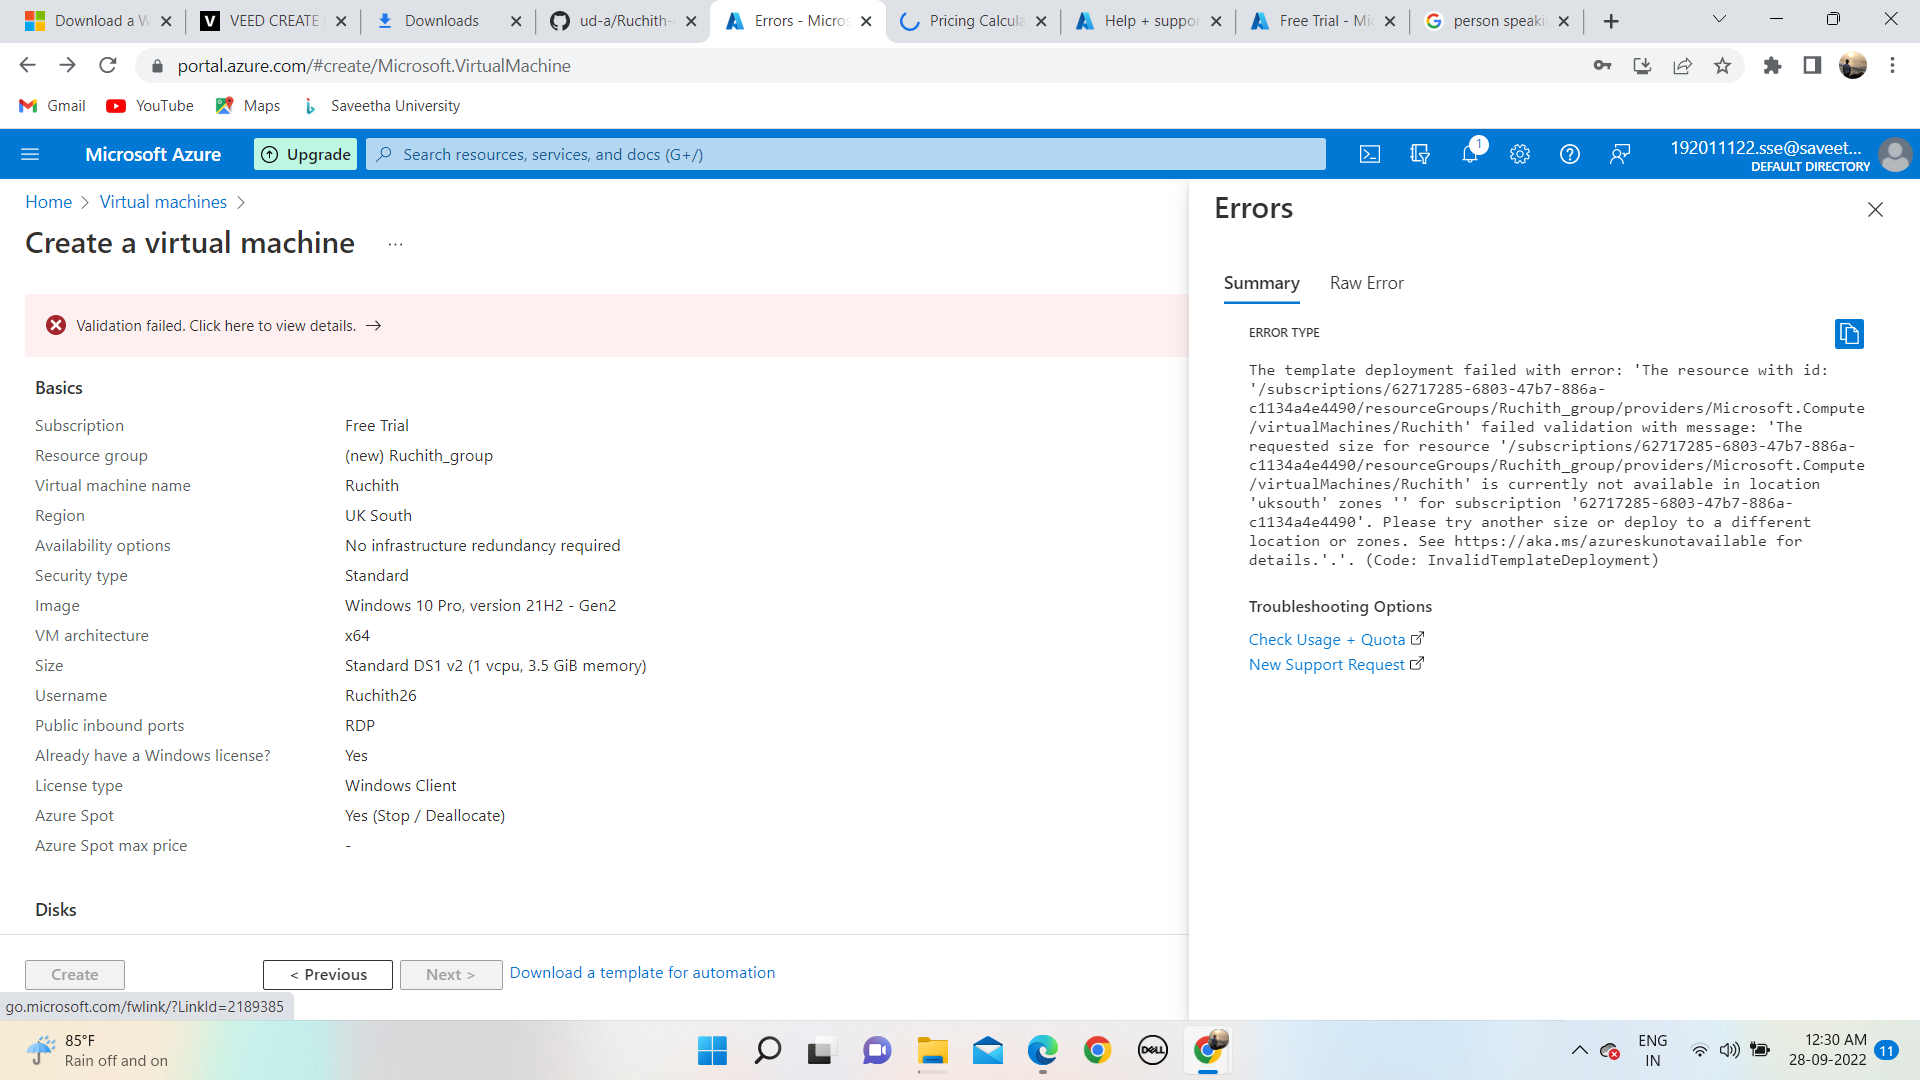 Download a W
VEED CREATE
Downloads
ud-a/Ruchith-
Errors - Micros
Pricing Calcula
Help + suppor
Free Trial - Mi
person speaki
portal.azure.com/#create/Microsoft.VirtualMachine
Gmail
YouTube
Maps
Saveetha University
Microsoft Azure
Upgrade
Search resources, services, and docs (G+/)
1
192011122.sse@saveet...
DEFAULT DIRECTORY
Home > Virtual machines >
Create a virtual machine ...
Validation failed. Click here to view details. →
Basics
Subscription Free Trial
Resource group (new) Ruchith_group
Virtual machine name Ruchith
Region UK South
Availability options No infrastructure redundancy required
Security type Standard
Image Windows 10 Pro, version 21H2 - Gen2
VM architecture x64
Size Standard DS1 v2 (1 vcpu, 3.5 GiB memory)
Username Ruchith26
Public inbound ports RDP
Already have a Windows license? Yes
License type Windows Client
Azure Spot Yes (Stop / Deallocate)
Azure Spot max price -
Disks
Create
< Previous
Next >
Download a template for automation
go.microsoft.com/fwlink/?LinkId=2189385
Errors
Summary
Raw Error
ERROR TYPE
The template deployment failed with error: 'The resource with id:
'/subscriptions/62717285-6803-47b7-886a-
c1134a4e4490/resourceGroups/Ruchith_group/providers/Microsoft.Compute
/virtualMachines/Ruchith' failed validation with message: 'The
requested size for resource '/subscriptions/62717285-6803-47b7-886a-
c1134a4e4490/resourceGroups/Ruchith_group/providers/Microsoft.Compute
/virtualMachines/Ruchith' is currently not available in location
'uksouth' zones '' for subscription '62717285-6803-47b7-886a-
c1134a4e4490'. Please try another size or deploy to a different
location or zones. See https://aka.ms/azureskunotavailable for
details.'.'. (Code: InvalidTemplateDeployment)
Troubleshooting Options
Check Usage + Quota
New Support Request
85°F
Rain off and on
DELL
ENG
IN
12:30 AM
28-09-2022
11